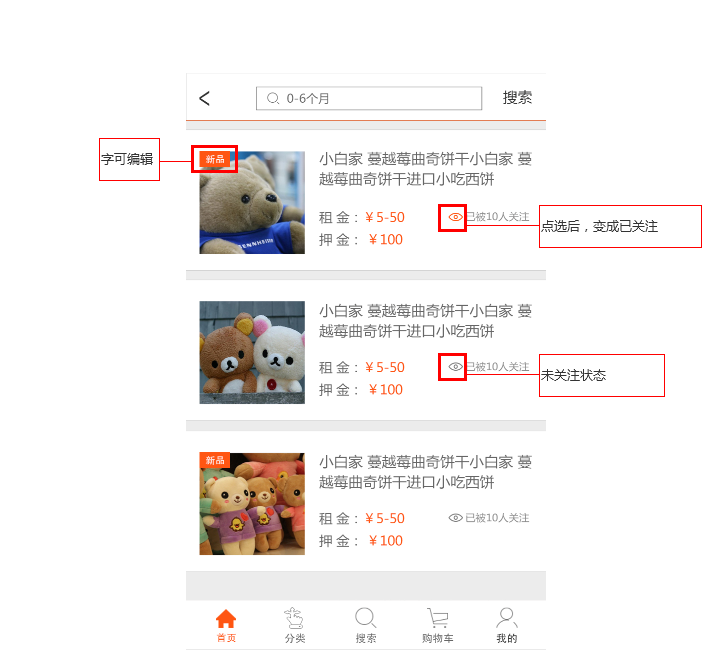 0-6个月
搜索
字可编辑
新品
小白家 蔓越莓曲奇饼干小白家 蔓
越莓曲奇饼干进口小吃西饼
租 金：￥5-50
已被10人关注
点选后，变成已关注
押 金： ￥100
ENNHEISE
小白家 蔓越莓曲奇饼干小白家 蔓
越莓曲奇饼干进口小吃西饼
租 金：￥5-50
已被10人关注
未关注状态
押 金： ￥100
新品
小白家 蔓越莓曲奇饼干小白家 蔓
越莓曲奇饼干进口小吃西饼
租 金：￥5-50
已被10人关注
押 金： ￥100
首页
分类
搜索
购物车
我的